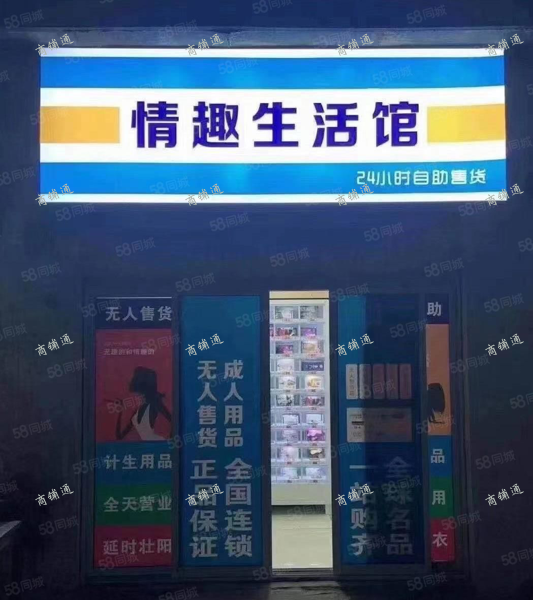 情趣生活馆
24小时自助售货
无人售货
计生用品
全天营业
延时壮阳
成人用品 全国连锁
无人售货 正品保证
全球名品
一站购齐
助
品
用
衣
商铺通
58同城